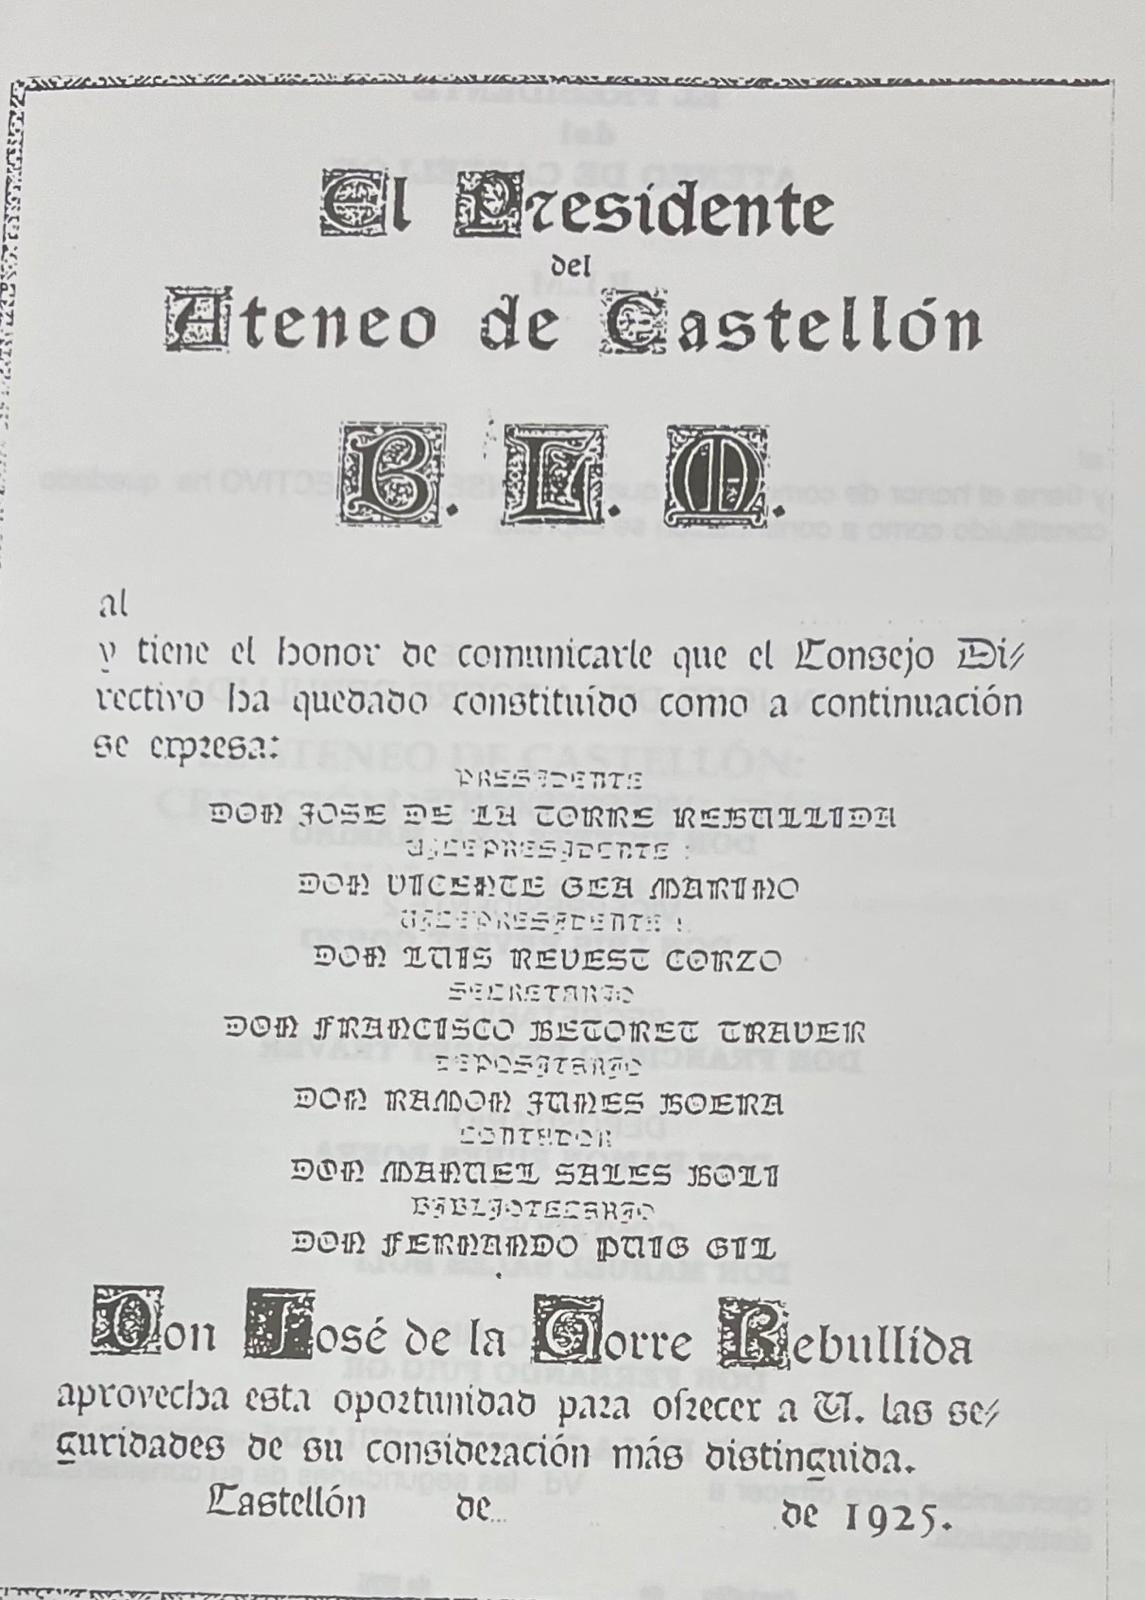 El Presidente
del
Ateneo de Castellón
B. L. M.
al
y tiene el honor de comunicarle que el Consejo Di-
rectivo ha quedado constituído como a continuación
se expresa:
PRESIDENTE
DON JOSE DE LA TORRE REBULLIDA
VICEPRESIDENTE
DON VICENTE GEA MARINO
VICEPRESIDENTE
DON LUIS REVEST CORZO
SECRETARIO
DON FRANCISCO BETORET TRAVER
DEPOSITARIO
DON RAMON FUNES BOERA
CONTADOR
DON MANUEL SALES BOLI
BIBLIOTECARIO
DON FERNANDO PUIG GIL
Don José de la Torre Rebullida
aprovecha esta oportunidad para ofrecer a V. las se-
guridades de su consideración más distinguida.
Castellón de de 1925.